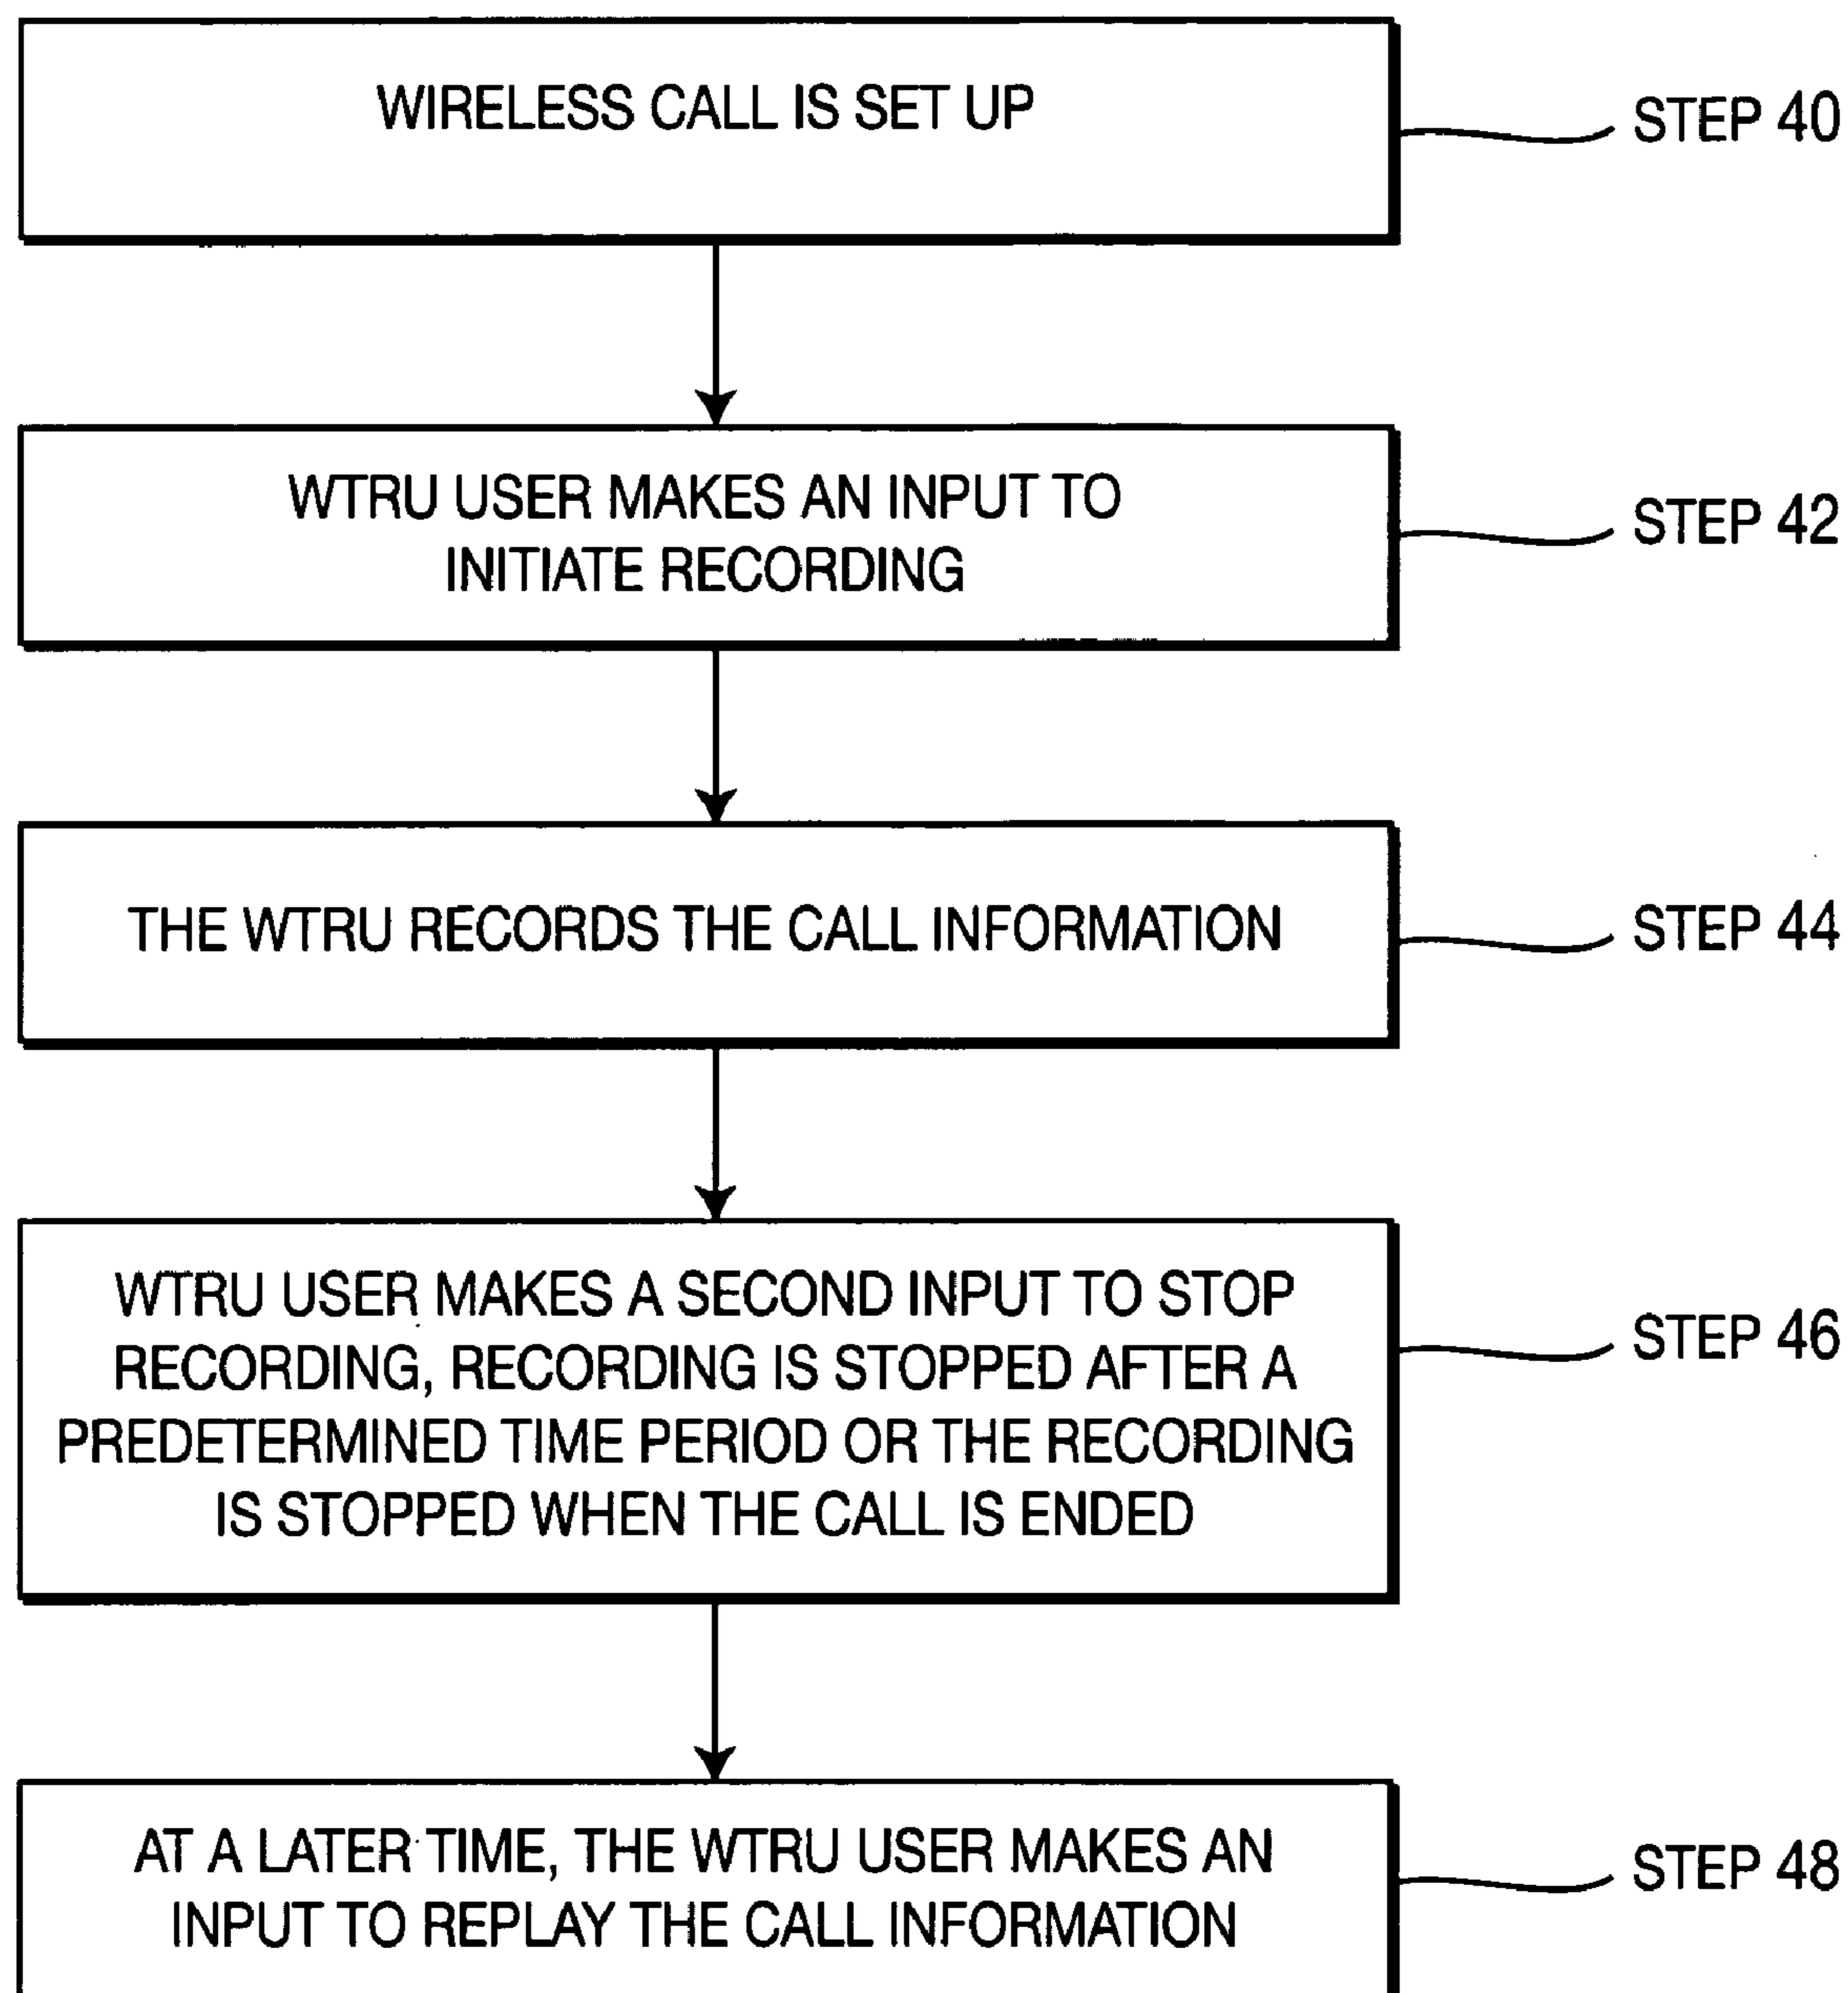 WIRELESS CALL IS SET UP
STEP 40
WTRU USER MAKES AN INPUT TO
INITIATE RECORDING
STEP 42
THE WTRU RECORDS THE CALL INFORMATION
STEP 44
WTRU USER MAKES A SECOND INPUT TO STOP
RECORDING, RECORDING IS STOPPED AFTER A
PREDETERMINED TIME PERIOD OR THE RECORDING
IS STOPPED WHEN THE CALL IS ENDED
STEP 46
AT A LATER TIME, THE WTRU USER MAKES AN
INPUT TO REPLAY THE CALL INFORMATION
STEP 48